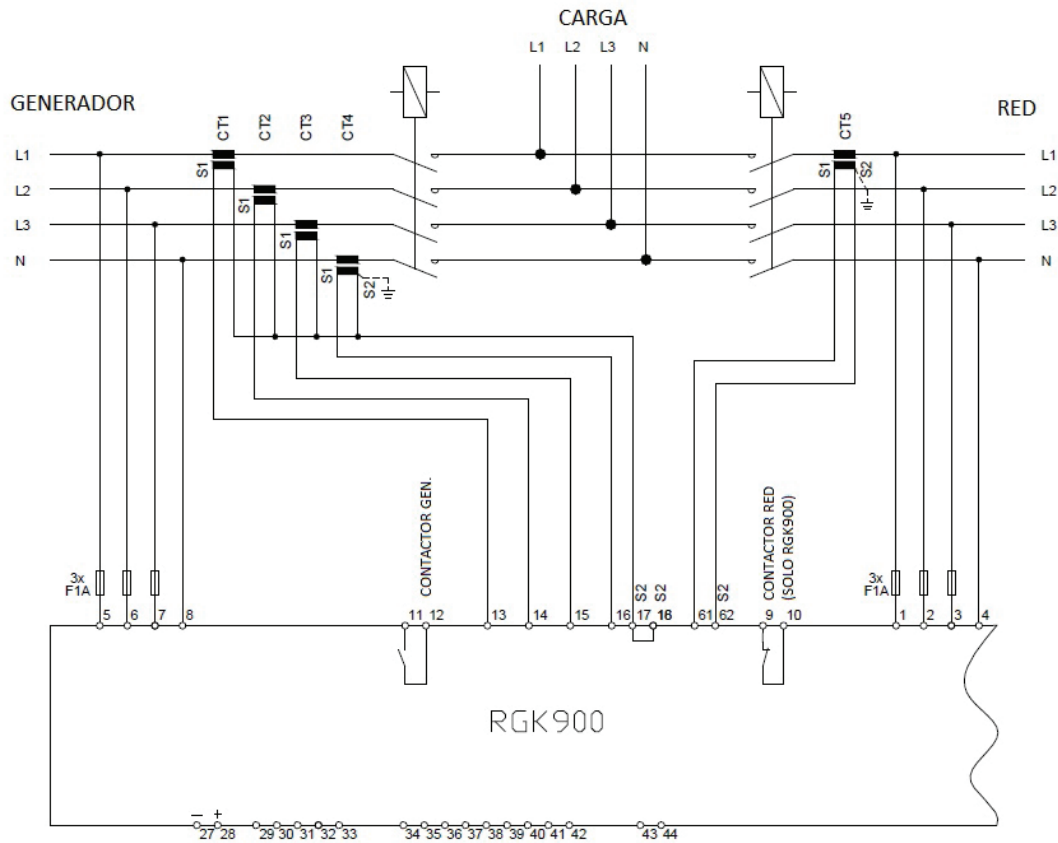 CARGA
L1 L2 L3 N
GENERADOR
RED
CT1 CT2 CT3 CT4
CT5
L1
S1
S1
S2
L1
L2
S1
L2
L3
S1
L3
N
S1
S2
N
CONTACTOR GEN.
CONTACTOR RED
(SOLO RGK900)
3x
F1A
3x
F1A
S2
S2
S2
5 6 7 8 11 12 13 14 15 16 17 18 61 62 9 10 1 2 3 4
RGK900
– +
27 28 29 30 31 32 33 34 35 36 37 38 39 40 41 42 43 44